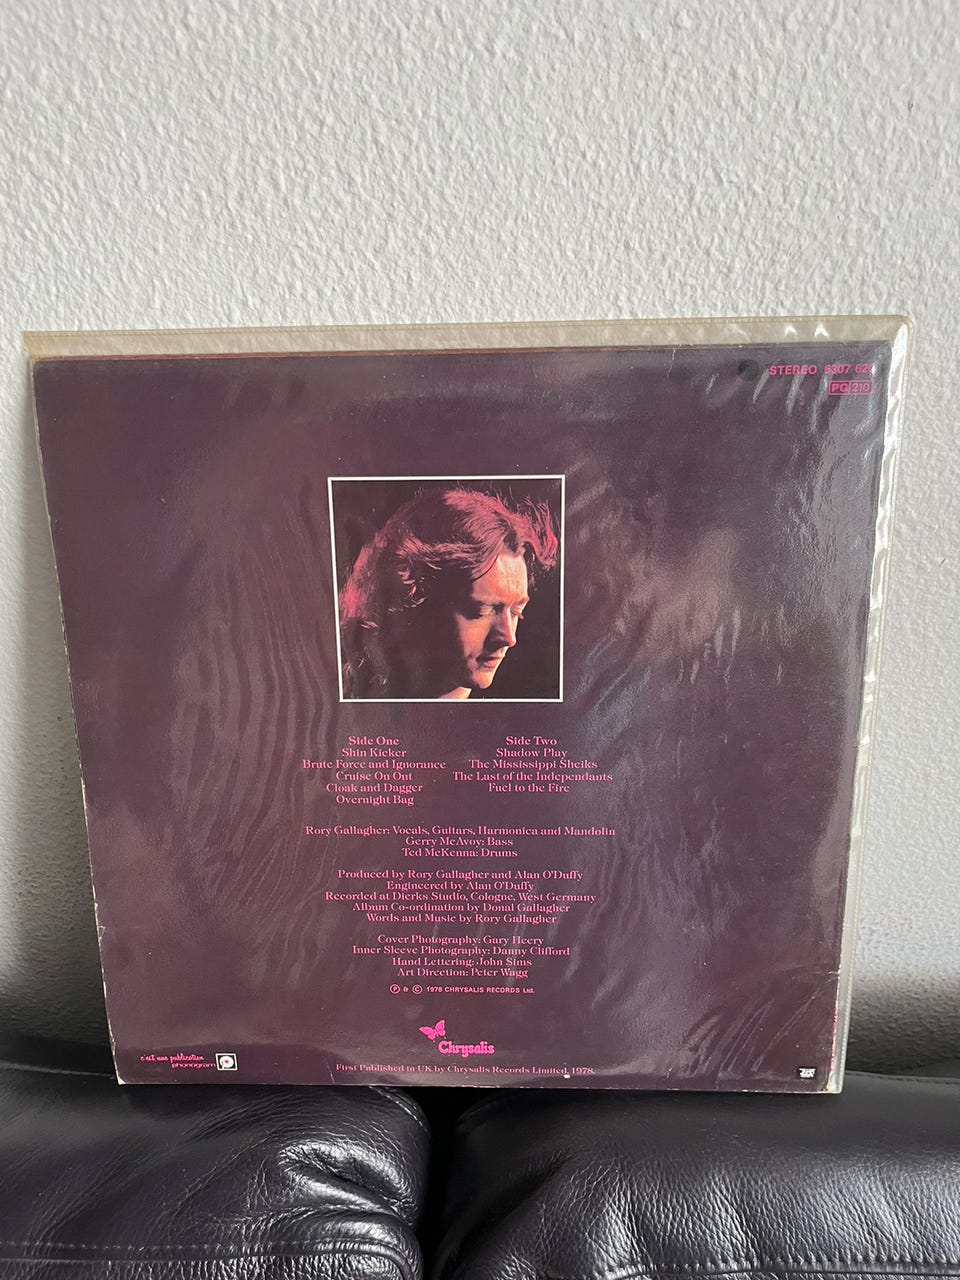 STEREO 6307 62
PG 210
Side One
Shin Kicker
Brute Force and Ignorance
Cruise On Out
Cloak and Dagger
Overnight Bag
Side Two
Shadow Play
The Mississippi Sheiks
The Last of the Independants
Fuel to the Fire
Rory Gallagher: Vocals, Guitars, Harmonica and Mandolin
Gerry McAvoy: Bass
Ted McKenna: Drums
Produced by Rory Gallagher and Alan O'Duffy
Engineered by Alan O'Duffy
Recorded at Dierks Studio, Cologne, West Germany
Album Co-ordination by Donal Gallagher
Words and Music by Rory Gallagher
Cover Photography: Gary Heery
Inner Sleeve Photography: Danny Clifford
Hand Lettering: John Sims
Art Direction: Peter Wagg
Ⓟ & © 1978 CHRYSALIS RECORDS Ltd.
Chrysalis
c'est une publication
phonogram
First Published in UK by Chrysalis Records Limited, 1978.